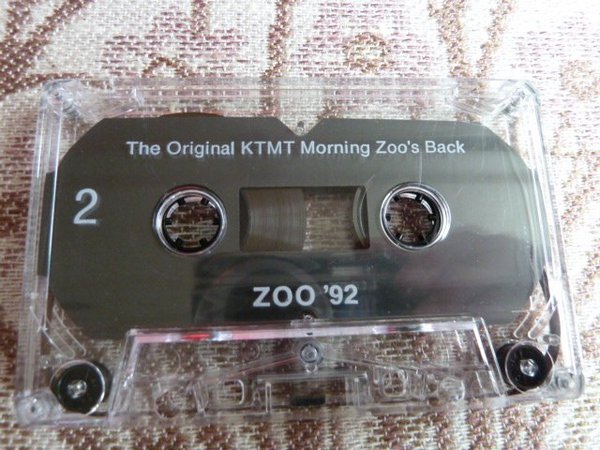 The Original KTMT Morning Zoo's Back
2
ZOO '92